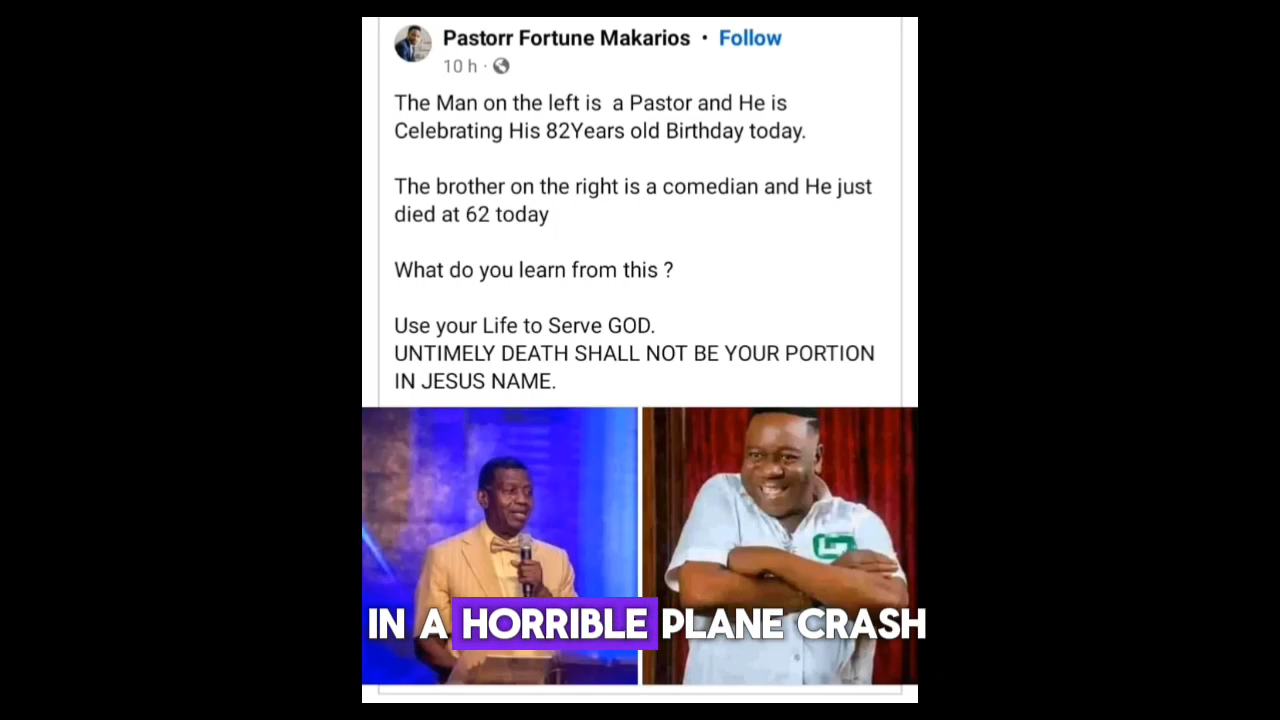 Pastorr Fortune Makarios · Follow
10 h ·
The Man on the left is a Pastor and He is
Celebrating His 82Years old Birthday today.
The brother on the right is a comedian and He just
died at 62 today
What do you learn from this ?
Use your Life to Serve GOD.
UNTIMELY DEATH SHALL NOT BE YOUR PORTION
IN JESUS NAME.
IN A HORRIBLE PLANE CRASH